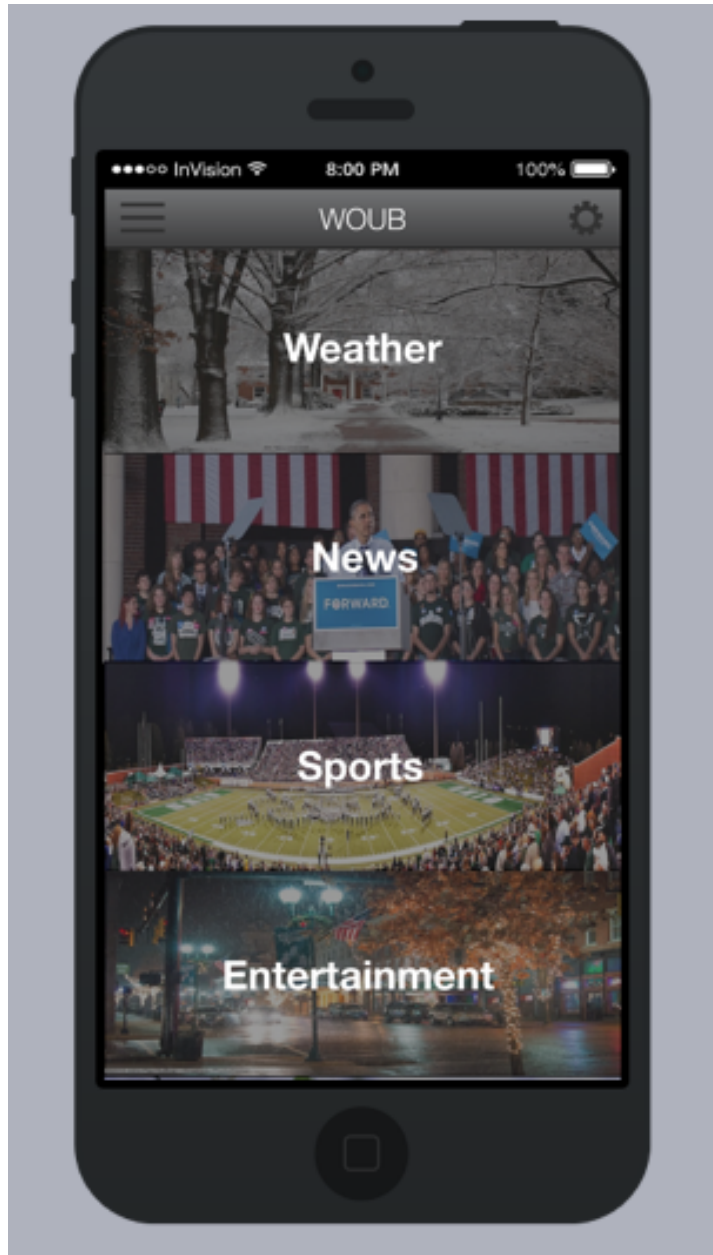 InVision 8:00 PM 100%
WOUB
Weather
News
FORWARD.
Sports
Entertainment